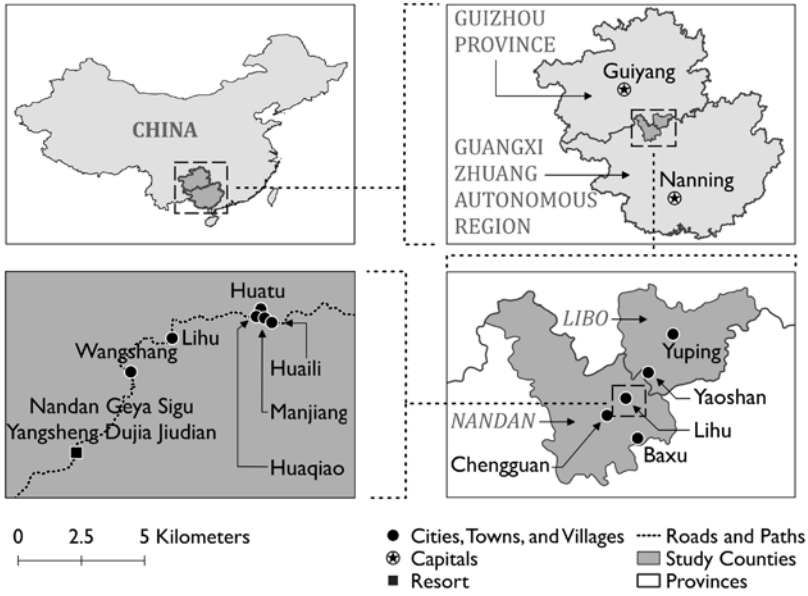 CHINA
GUIZHOU
PROVINCE
Guiyang
GUANGXI
ZHUANG
AUTONOMOUS
REGION
Nanning
Huatu
Lihu
Wangshang
Huaili
Nandan Geya Sigu
Yangsheng Dujia Jiudian
Manjiang
Huaqiao
LIBO
Yuping
Yaoshan
NANDAN
Lihu
Chengguan
Baxu
0 2.5 5 Kilometers
Cities, Towns, and Villages
Capitals
Resort
Roads and Paths
Study Counties
Provinces